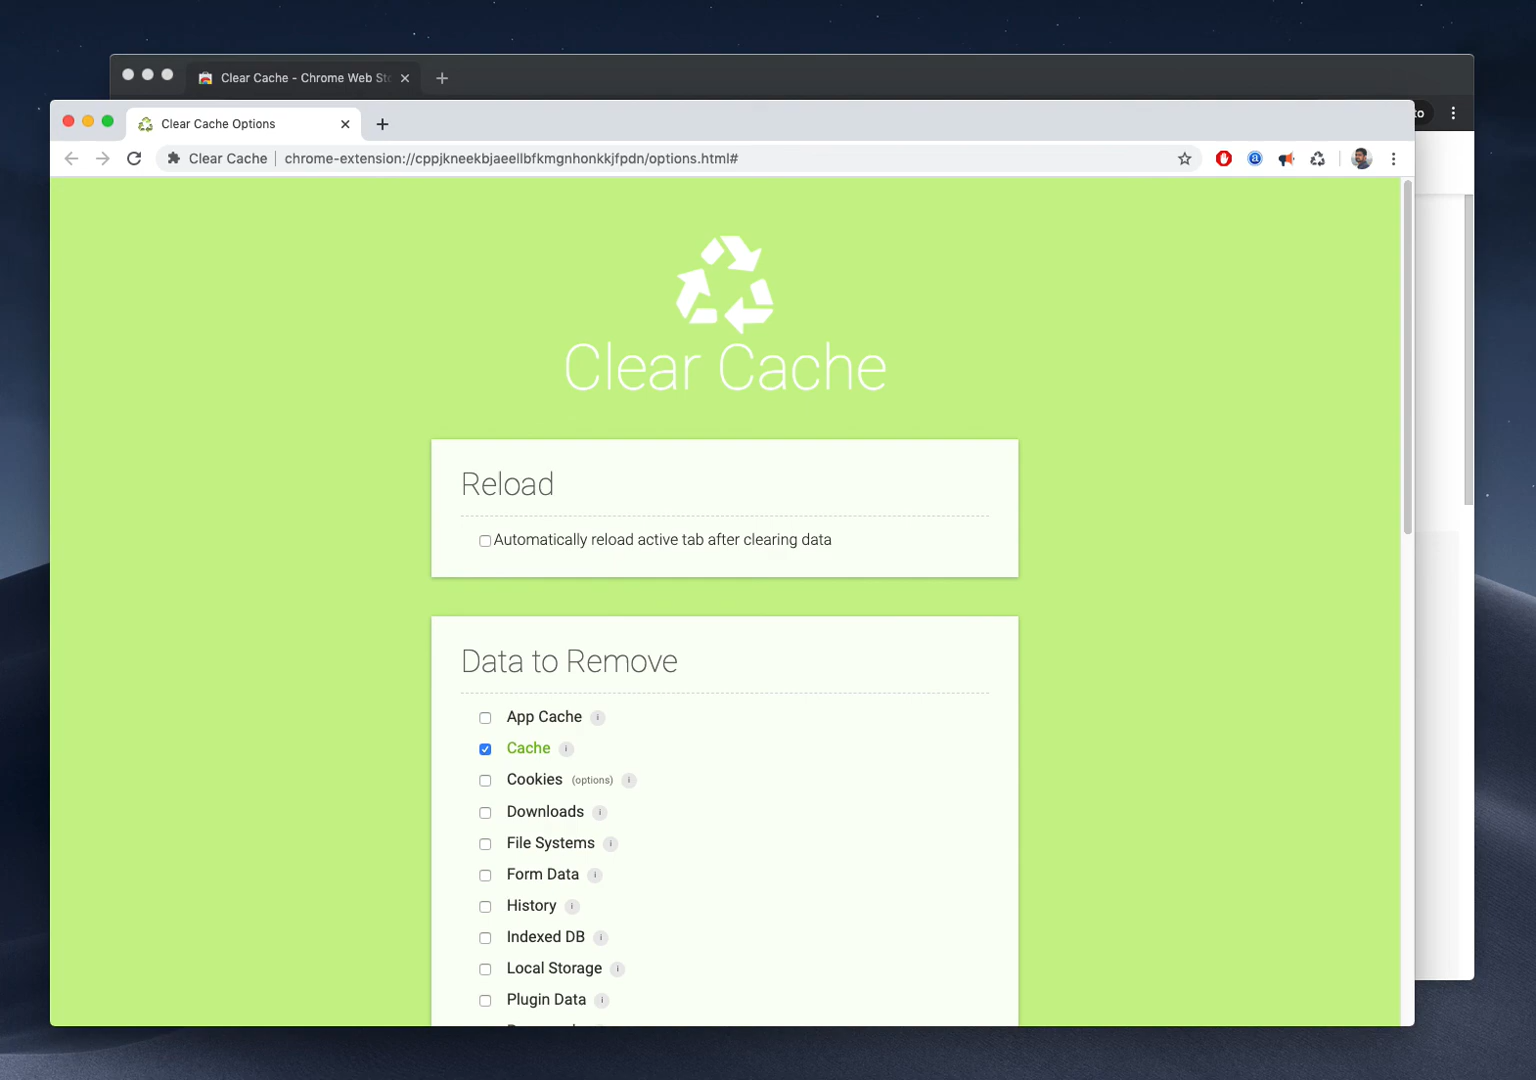 Clear Cache - Chrome Web St
to
Clear Cache Options
Clear Cache
chrome-extension://cppjkneekbjaeellbfkmgnhonkkjfpdn/options.html#
Clear Cache
Reload
Automatically reload active tab after clearing data
Data to Remove
App Cache i
Cache i
Cookies (options) i
Downloads i
File Systems i
Form Data i
History i
Indexed DB i
Local Storage i
Plugin Data i